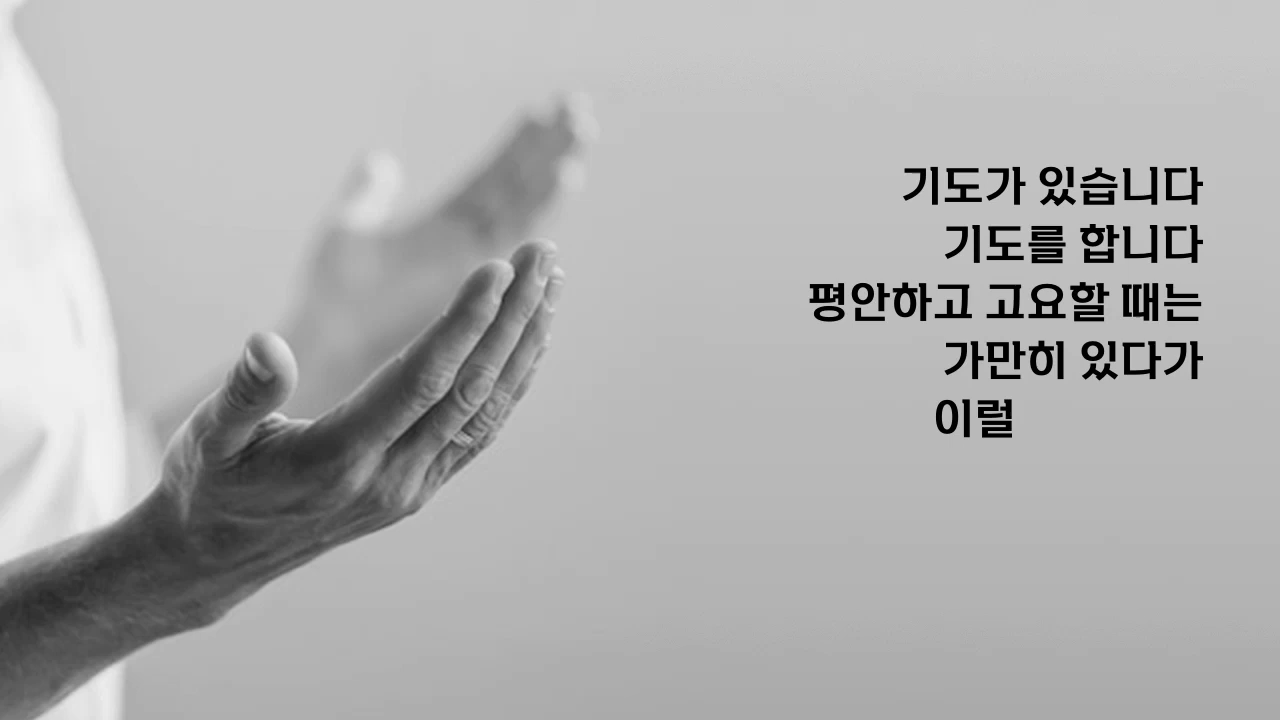 기도가 있습니다
기도를 합니다
평안하고 고요할 때는
가만히 있다가
이럴